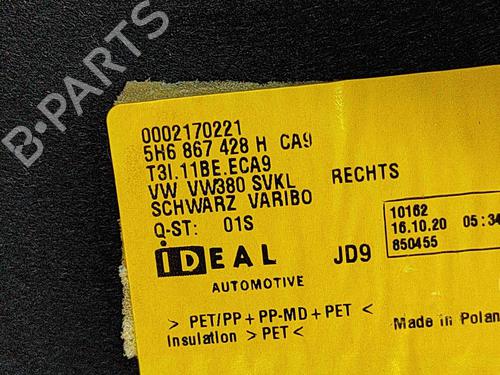 0002170221
5H6 867 428 H CA9
T3I.11BE.ECA9
VW VW380 SVKL RECHTS
SCHWARZ VARIBO
Q-ST: 01S
10162
16.10.20 05:34
850455
iDEAL JD9
AUTOMOTIVE
> PET/PP + PP-MD + PET <
Insulation > PET <
Made in Polan
B-PARTS